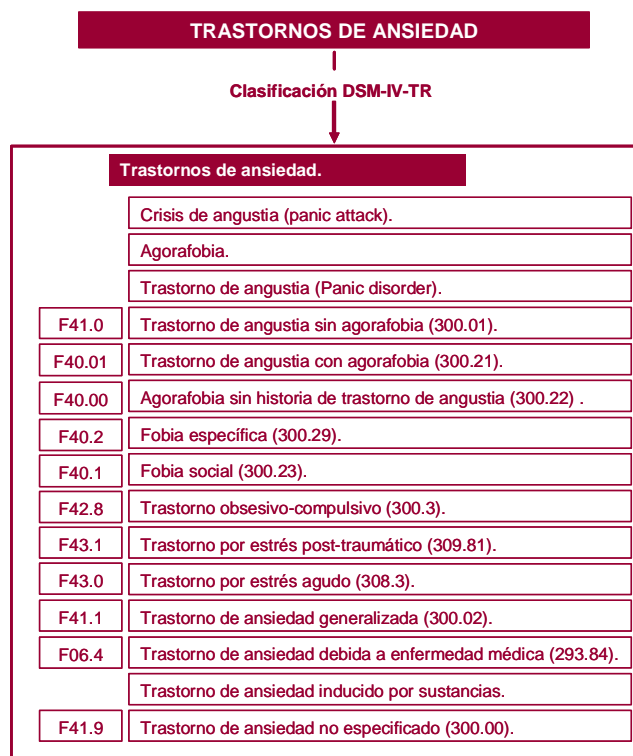 TRASTORNOS DE ANSIEDAD
Clasificación DSM-IV-TR
Trastornos de ansiedad.
Crisis de angustia (panic attack).
Agorafobia.
Trastorno de angustia (Panic disorder).
F41.0 Trastorno de angustia sin agorafobia (300.01).
F40.01 Trastorno de angustia con agorafobia (300.21).
F40.00 Agorafobia sin historia de trastorno de angustia (300.22) .
F40.2 Fobia específica (300.29).
F40.1 Fobia social (300.23).
F42.8 Trastorno obsesivo-compulsivo (300.3).
F43.1 Trastorno por estrés post-traumático (309.81).
F43.0 Trastorno por estrés agudo (308.3).
F41.1 Trastorno de ansiedad generalizada (300.02).
F06.4 Trastorno de ansiedad debida a enfermedad médica (293.84).
Trastorno de ansiedad inducido por sustancias.
F41.9 Trastorno de ansiedad no especificado (300.00).